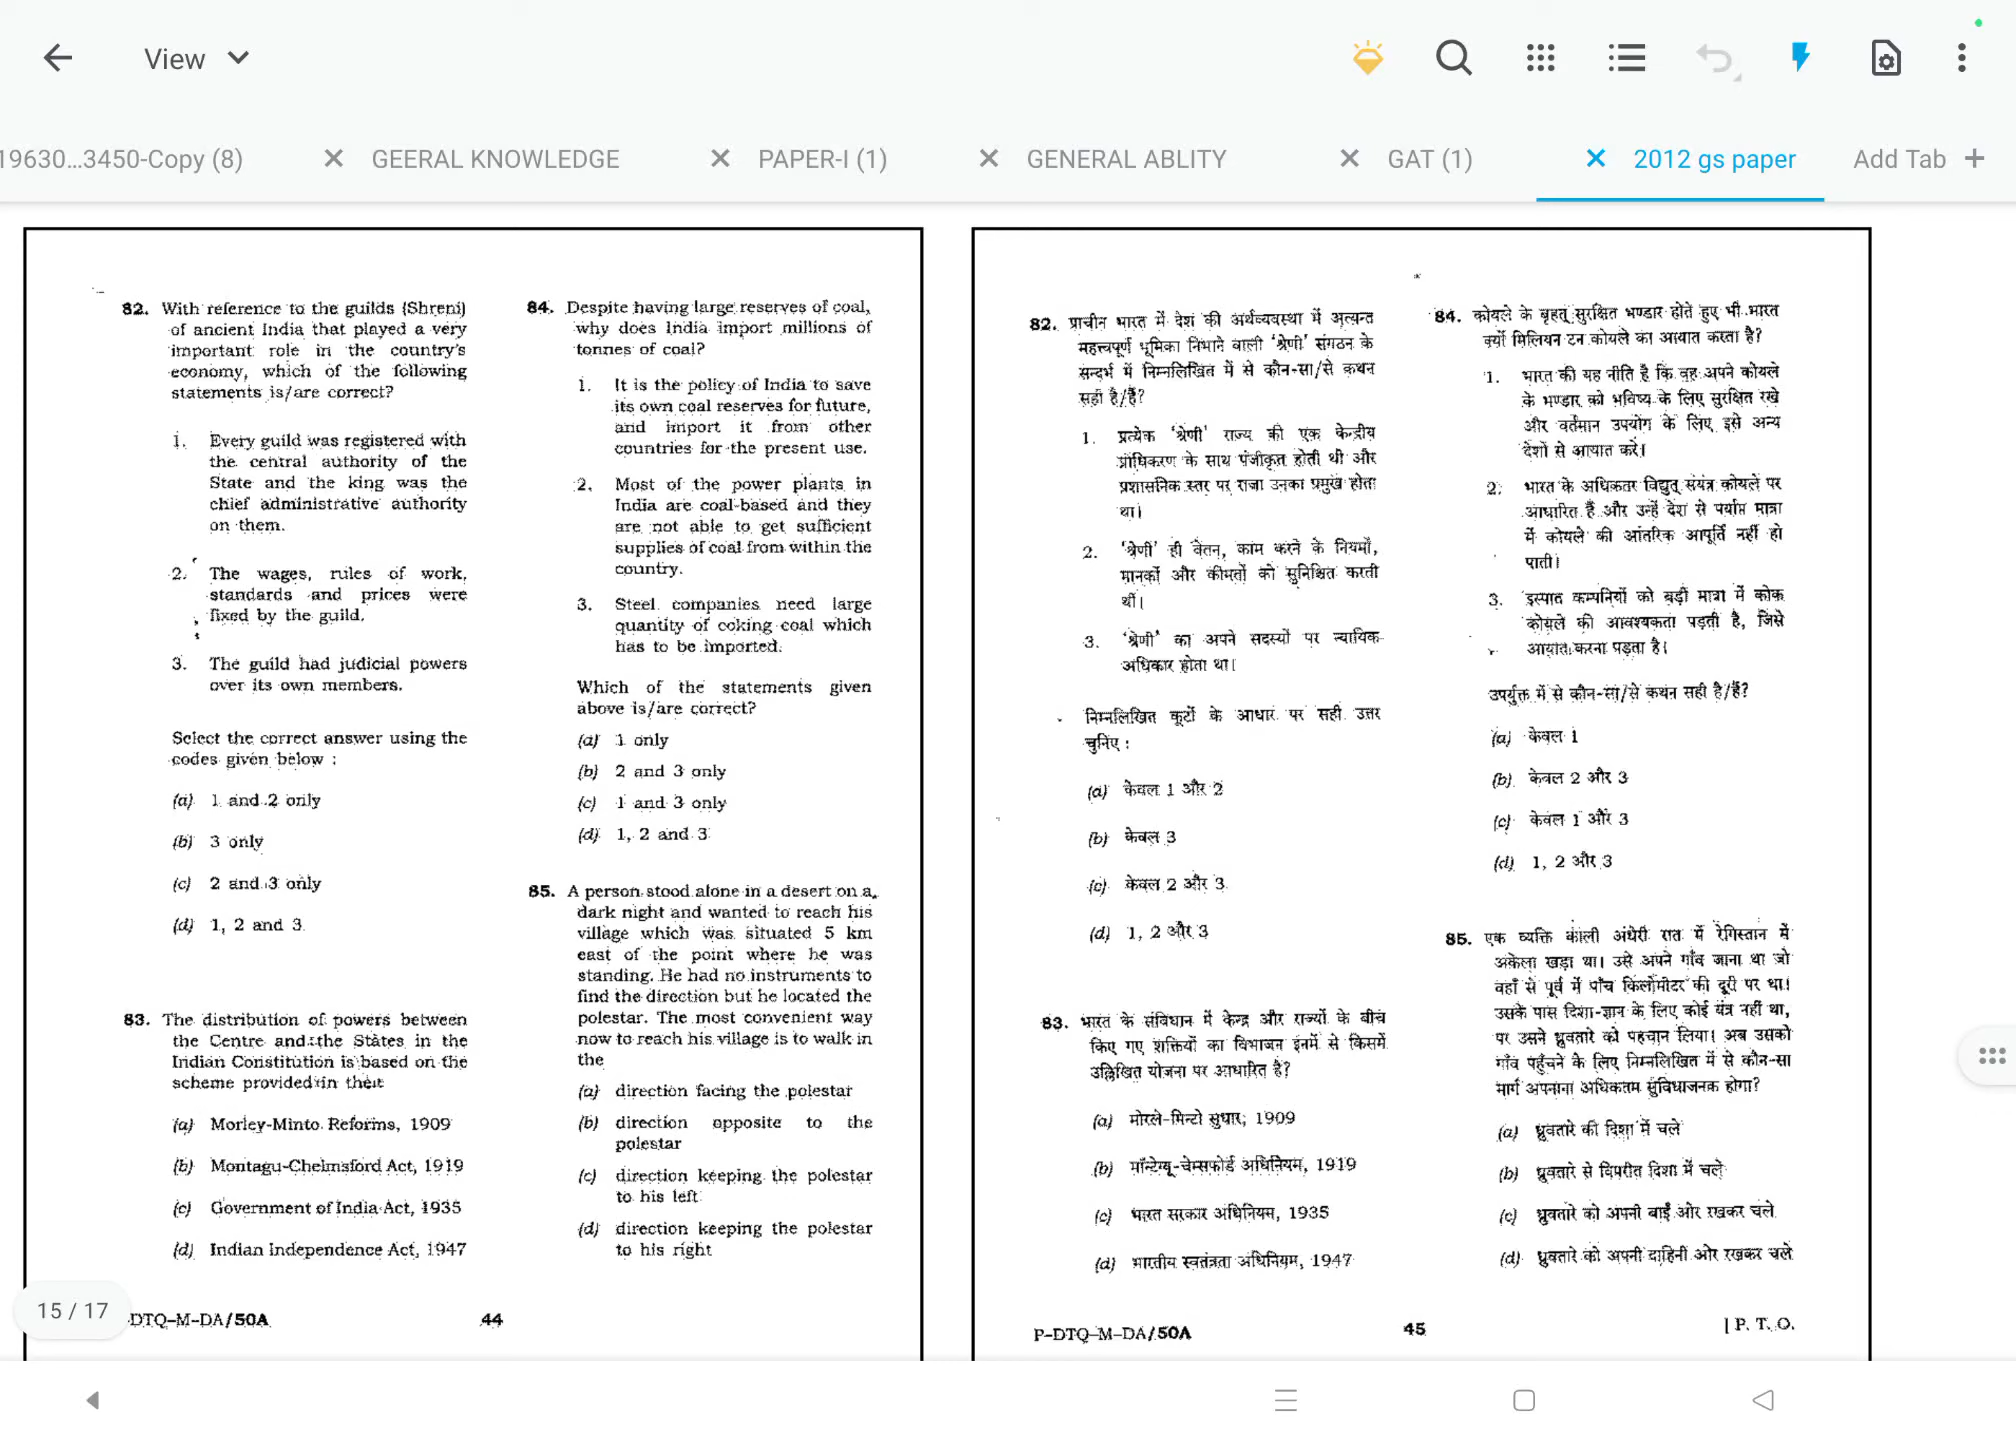 View
19630...3450-Copy (8)
GEERAL KNOWLEDGE
PAPER-I (1)
GENERAL ABLITY
GAT (1)
2012 gs paper
Add Tab +
82. With reference to the guilds (Shreni)
of ancient India that played a very
important role in the country's
economy, which of the following
statements is/are correct?
1. Every guild was registered with
the central authority of the
State and the king was the
chief administrative authority
on them.
2. The wages, rules of work,
standards and prices were
fixed by the guild.
3. The guild had judicial powers
over its own members.
Select the correct answer using the
codes given below :
(a) 1 and 2 only
(b) 3 only
(c) 2 and 3 only
(d) 1, 2 and 3
83. The distribution of powers between
the Centre and the States in the
Indian Constitution is based on the
scheme provided in the
(a) Morley-Minto Reforms, 1909
(b) Montagu-Chelmsford Act, 1919
(c) Government of India Act, 1935
(d) Indian Independence Act, 1947
84. Despite having large reserves of coal,
why does India import millions of
tonnes of coal?
1. It is the policy of India to save
its own coal reserves for future,
and import it from other
countries for the present use.
2. Most of the power plants in
India are coal-based and they
are not able to get sufficient
supplies of coal from within the
country.
3. Steel companies need large
quantity of coking coal which
has to be imported.
Which of the statements given
above is/are correct?
(a) 1 only
(b) 2 and 3 only
(c) 1 and 3 only
(d) 1, 2 and 3
85. A person stood alone in a desert on a
dark night and wanted to reach his
village which was situated 5 km
east of the point where he was
standing. He had no instruments to
find the direction but he located the
polestar. The most convenient way
now to reach his village is to walk in
the
(a) direction facing the polestar
(b) direction opposite to the
polestar
(c) direction keeping the polestar
to his left
(d) direction keeping the polestar
to his right
15 / 17
-DTQ-M-DA/50A
44
82. प्राचीन भारत में देश की अर्थव्यवस्था में अत्यन्त
महत्त्वपूर्ण भूमिका निभाने वाली 'श्रेणी' संगठन के
सन्दर्भ में निम्नलिखित में से कौन-सा/से कथन
सही है/हैं?
1. प्रत्येक 'श्रेणी' राज्य की एक केन्द्रीय
प्राधिकरण के साथ पंजीकृत होती थी और
प्रशासनिक स्तर पर राजा उनका प्रमुख होता
था।
2. 'श्रेणी' ही वेतन, काम करने के नियमों,
मानकों और कीमतों को सुनिश्चित करती
थी।
3. 'श्रेणी' का अपने सदस्यों पर न्यायिक
अधिकार होता था।
निम्नलिखित कूटों के आधार पर सही उत्तर
चुनिए :
(a) केवल 1 और 2
(b) केवल 3
(c) केवल 2 और 3
(d) 1, 2 और 3
83. भारत के संविधान में केन्द्र और राज्यों के बीच
किए गए शक्तियों का विभाजन इनमें से किसमें
उल्लिखित योजना पर आधारित है?
(a) मोरले-मिन्टो सुधार, 1909
(b) मॉन्टेग्यू-चेम्सफोर्ड अधिनियम, 1919
(c) भारत सरकार अधिनियम, 1935
(d) भारतीय स्वतंत्रता अधिनियम, 1947
84. कोयले के बृहत् सुरक्षित भण्डार होते हुए भी भारत
क्यों मिलियन टन कोयले का आयात करता है?
1. भारत की यह नीति है कि वह अपने कोयले
के भण्डार को भविष्य के लिए सुरक्षित रखे
और वर्तमान उपयोग के लिए इसे अन्य
देशों से आयात करे।
2. भारत के अधिकतर विद्युत् संयंत्र कोयले पर
आधारित हैं और उन्हें देश से पर्याप्त मात्रा
में कोयले की आंतरिक आपूर्ति नहीं हो
पाती।
3. इस्पात कम्पनियों को बड़ी मात्रा में कोक
कोयले की आवश्यकता पड़ती है, जिसे
आयात करना पड़ता है।
उपर्युक्त में से कौन-सा/से कथन सही है/हैं?
(a) केवल 1
(b) केवल 2 और 3
(c) केवल 1 और 3
(d) 1, 2 और 3
85. एक व्यक्ति काली अंधेरी रात में रेगिस्तान में
अकेला खड़ा था। उसे अपने गाँव जाना था जो
वहाँ से पूर्व में पाँच किलोमीटर की दूरी पर था।
उसके पास दिशा-ज्ञान के लिए कोई यंत्र नहीं था,
पर उसने ध्रुवतारे को पहचान लिया। अब उसको
गाँव पहुँचने के लिए निम्नलिखित में से कौन-सा
मार्ग अपनाना अधिकतम सुविधाजनक होगा?
(a) ध्रुवतारे की दिशा में चले
(b) ध्रुवतारे से विपरीत दिशा में चले
(c) ध्रुवतारे को अपनी बाईं ओर रखकर चले
(d) ध्रुवतारे को अपनी दाहिनी ओर रखकर चले
P-DTQ-M-DA/50A
45
[ P. T. O.